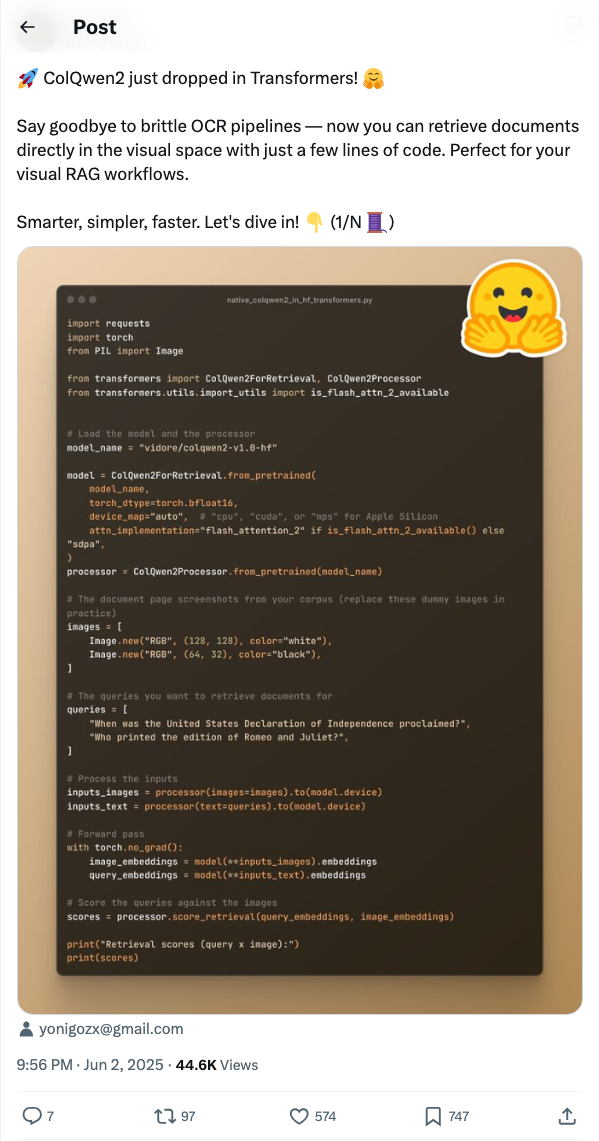 Post
🚀 ColQwen2 just dropped in Transformers! 🤗
Say goodbye to brittle OCR pipelines — now you can retrieve documents
directly in the visual space with just a few lines of code. Perfect for your
visual RAG workflows.
Smarter, simpler, faster. Let's dive in! 👇 (1/N 🧵)
native_colqwen2_in_hf_transformers.py
import requests
import torch
from PIL import Image
from transformers import ColQwen2ForRetrieval, ColQwen2Processor
from transformers.utils.import_utils import is_flash_attn_2_available
# Load the model and the processor
model_name = "vidore/colqwen2-v1.0-hf"
model = ColQwen2ForRetrieval.from_pretrained(
    model_name,
    torch_dtype=torch.bfloat16,
    device_map="auto",  # "cpu", "cuda", or "mps" for Apple Silicon
    attn_implementation="flash_attention_2" if is_flash_attn_2_available() else
"sdpa",
)
processor = ColQwen2Processor.from_pretrained(model_name)
# The document page screenshots from your corpus (replace these dummy images in
practice)
images = [
    Image.new("RGB", (128, 128), color="white"),
    Image.new("RGB", (64, 32), color="black"),
]
# The queries you want to retrieve documents for
queries = [
    "When was the United States Declaration of Independence proclaimed?",
    "Who printed the edition of Romeo and Juliet?",
]
# Process the inputs
inputs_images = processor(images=images).to(model.device)
inputs_text = processor(text=queries).to(model.device)
# Forward pass
with torch.no_grad():
    image_embeddings = model(**inputs_images).embeddings
    query_embeddings = model(**inputs_text).embeddings
# Score the queries against the images
scores = processor.score_retrieval(query_embeddings, image_embeddings)
print("Retrieval scores (query x image):")
print(scores)
yonigozx@gmail.com
9:56 PM · Jun 2, 2025 · 44.6K Views
7 97 574 747